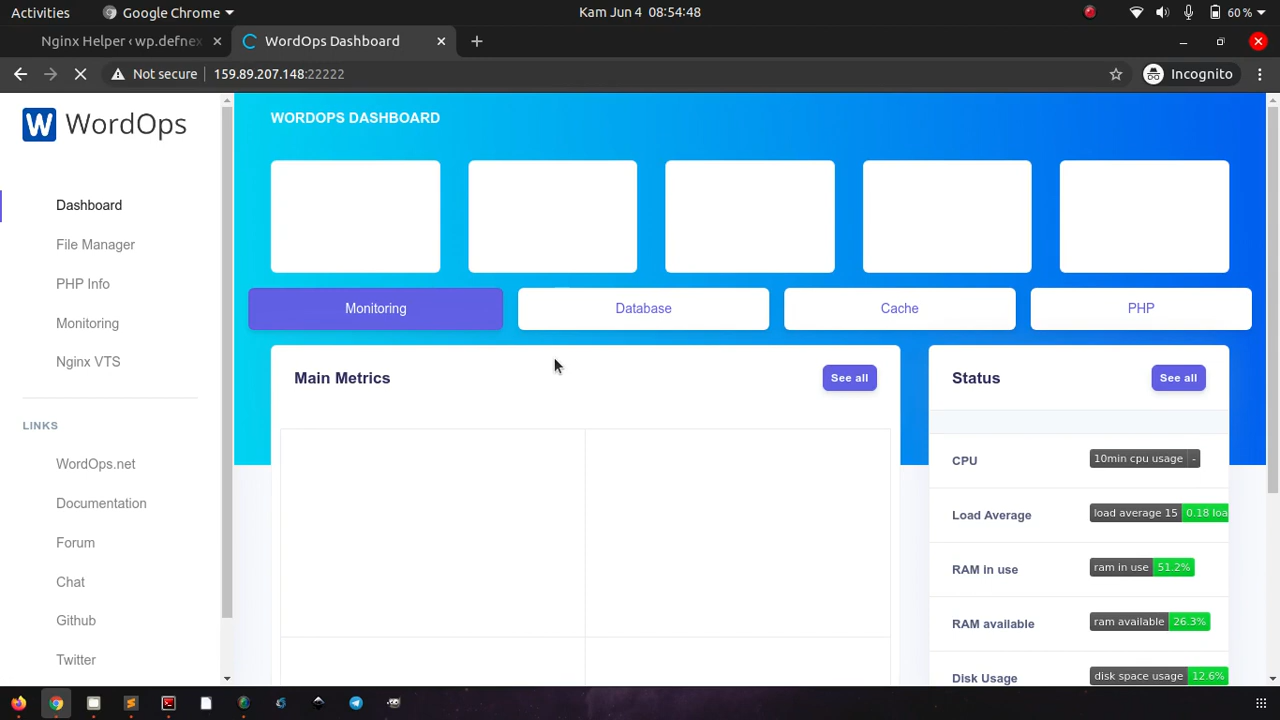 Activities
Google Chrome
Kam Jun 4 08:54:48
60 %
Nginx Helper ‹ wp.defnex
WordOps Dashboard
Not secure
159.89.207.148:22222
Incognito
W WordOps
Dashboard
File Manager
PHP Info
Monitoring
Nginx VTS
LINKS
WordOps.net
Documentation
Forum
Chat
Github
Twitter
WORDOPS DASHBOARD
Monitoring
Database
Cache
PHP
Main Metrics
See all
Status
See all
CPU
10min cpu usage -
Load Average
load average 15 0.18 loa
RAM in use
ram in use 51.2%
RAM available
ram available 26.3%
Disk Usage
disk space usage 12.6%